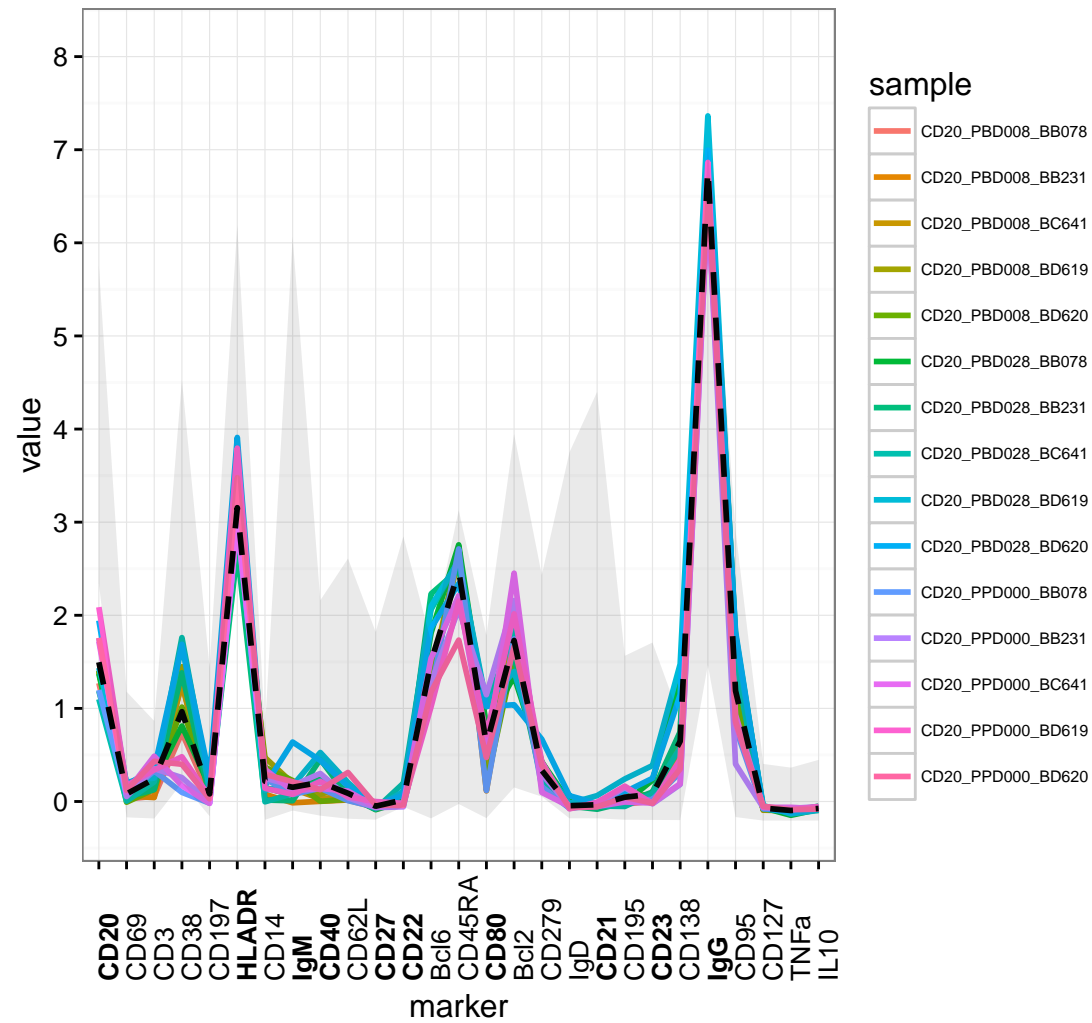 8
7
6
5
4
3
2
1
0
value
CD20
CD69
CD3
CD38
CD197
HLADR
CD14
IgM
CD40
CD62L
CD27
CD22
Bcl6
CD45RA
CD80
Bcl2
CD279
IgD
CD21
CD195
CD23
CD138
IgG
CD95
CD127
TNFa
IL10
marker
sample
CD20_PBD008_BB078
CD20_PBD008_BB231
CD20_PBD008_BC641
CD20_PBD008_BD619
CD20_PBD008_BD620
CD20_PBD028_BB078
CD20_PBD028_BB231
CD20_PBD028_BC641
CD20_PBD028_BD619
CD20_PBD028_BD620
CD20_PPD000_BB078
CD20_PPD000_BB231
CD20_PPD000_BC641
CD20_PPD000_BD619
CD20_PPD000_BD620